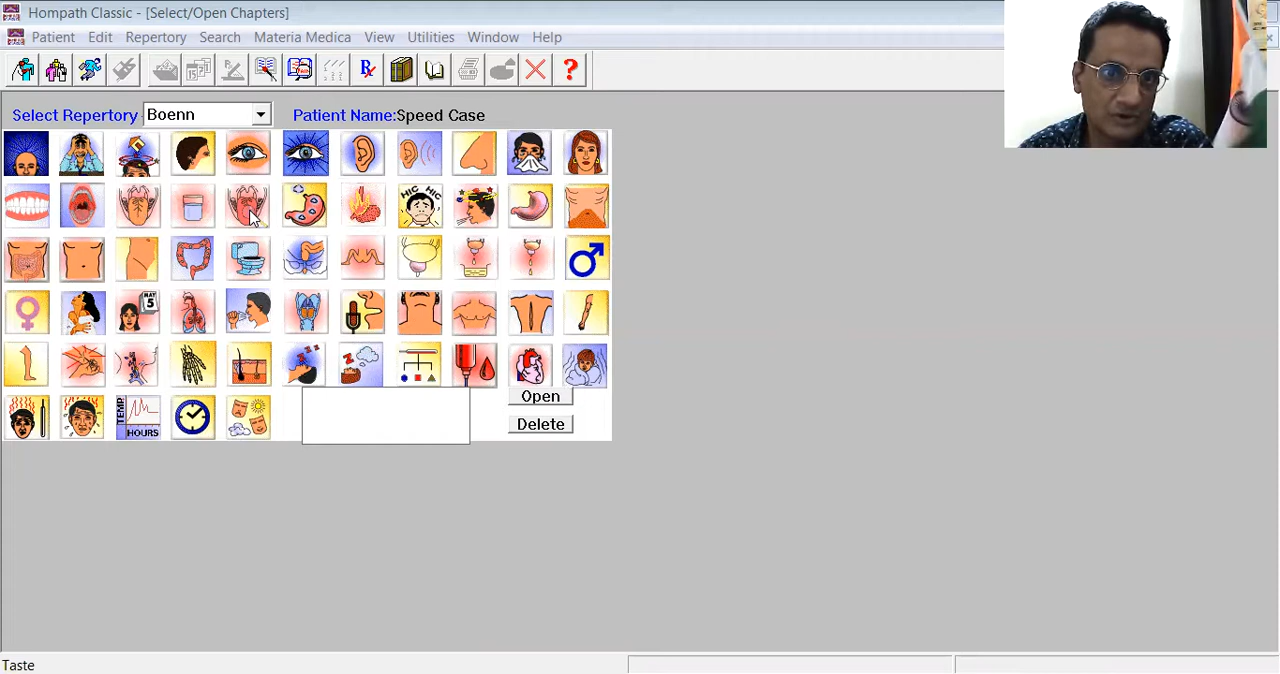 Hompath Classic - [Select/Open Chapters]
Patient Edit Repertory Search Materia Medica View Utilities Window Help
Rx ?
Select Repertory Boenn Patient Name:Speed Case
HIC HIC
MAY 5
Z Z Z Z
TEMP HOURS
Open
Delete
Taste